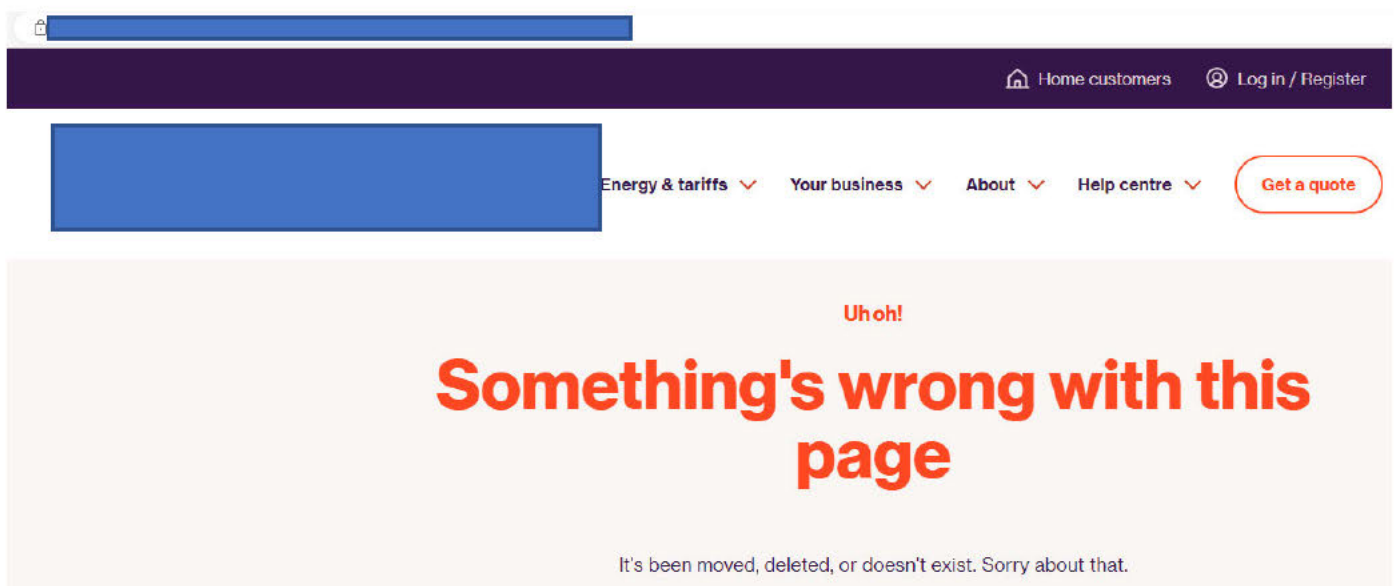 Home customers Log in / Register
Energy & tariffs Your business About Help centre Get a quote
Uh oh!
Something's wrong with this
page
It's been moved, deleted, or doesn't exist. Sorry about that.